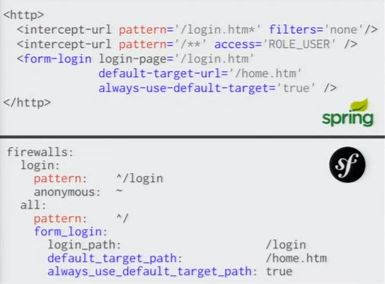 <http>
  <intercept-url pattern='/login.htm*' filters='none'/>
  <intercept-url pattern='/**' access='ROLE_USER' />
  <form-login login-page='/login.htm'
              default-target-url='/home.htm'
              always-use-default-target='true' />
</http>
spring
firewalls:
  login:
    pattern:    ^/login
    anonymous:  ~
  all:
    pattern:    ^/
    form_login:
      login_path:                     /login
      default_target_path:            /home.htm
      always_use_default_target_path: true
sf